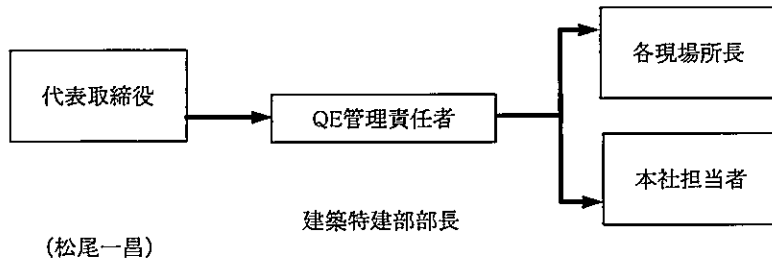 各現場所長
代表取締役
QE管理責任者
本社担当者
建築特建部部長
(松尾一昌)